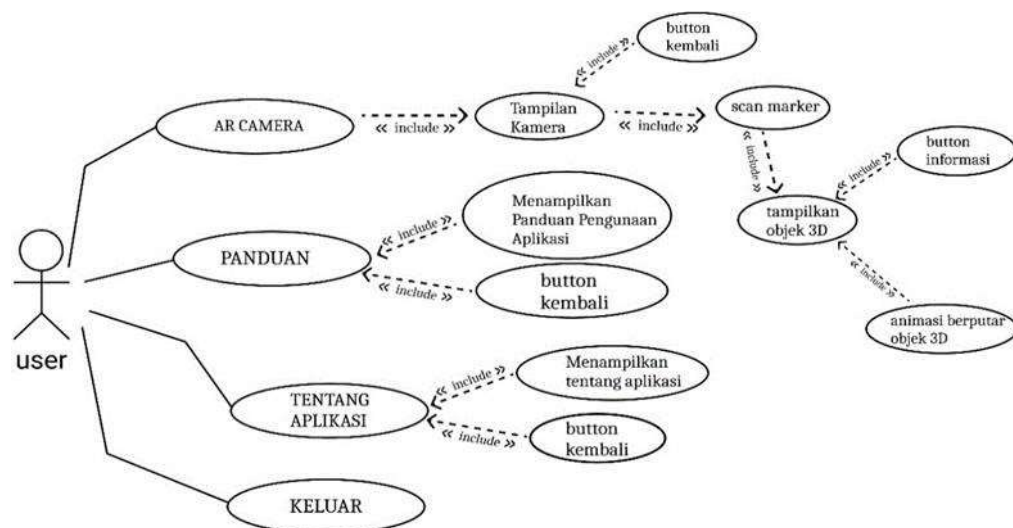 button
kembali
« include »
AR CAMERA
« include »
Tampilan
Kamera
« include »
scan marker
« include »
button
informasi
« include »
tampilkan
objek 3D
« include »
animasi berputar
objek 3D
Menampilkan
Panduan Pengunaan
Aplikasi
« include »
PANDUAN
« include »
button
kembali
user
Menampilkan
tentang aplikasi
« include »
TENTANG
APLIKASI
« include »
button
kembali
KELUAR